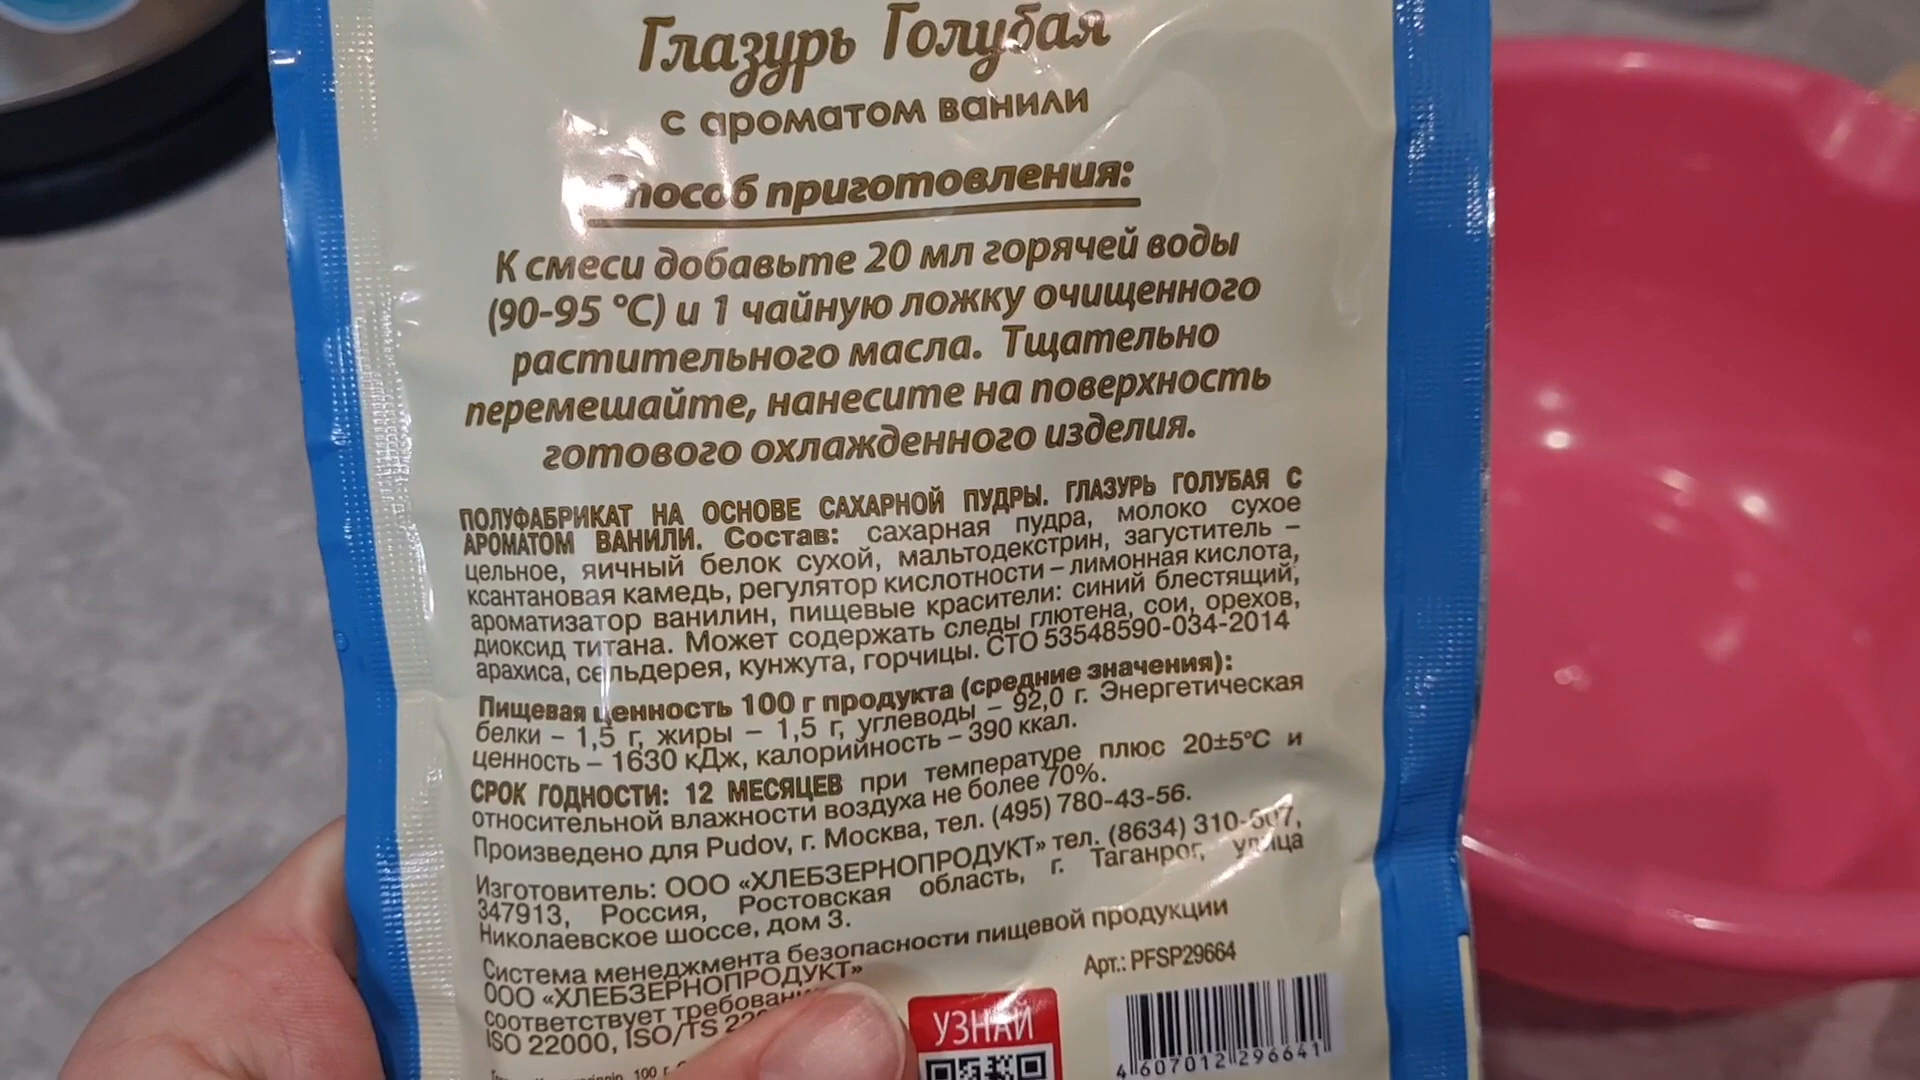 Глазурь Голубая
с ароматом ванили
Способ приготовления:
К смеси добавьте 20 мл горячей воды
(90-95 °C) и 1 чайную ложку очищенного
растительного масла. Тщательно
перемешайте, нанесите на поверхность
готового охлажденного изделия.
ПОЛУФАБРИКАТ НА ОСНОВЕ САХАРНОЙ ПУДРЫ. ГЛАЗУРЬ ГОЛУБАЯ С
АРОМАТОМ ВАНИЛИ. Состав: сахарная пудра, молоко сухое
цельное, яичный белок сухой, мальтодекстрин, загуститель –
ксантановая камедь, регулятор кислотности – лимонная кислота,
ароматизатор ванилин, пищевые красители: синий блестящий,
диоксид титана. Может содержать следы глютена, сои, орехов,
арахиса, сельдерея, кунжута, горчицы. СТО 53548590-034-2014
Пищевая ценность 100 г продукта (средние значения):
белки – 1,5 г, жиры – 1,5 г, углеводы – 92,0 г. Энергетическая
ценность – 1630 кДж, калорийность – 390 ккал.
СРОК ГОДНОСТИ: 12 МЕСЯЦЕВ при температуре плюс 20±5°C и
относительной влажности воздуха не более 70%.
Произведено для Pudov, г. Москва, тел. (495) 780-43-56.
Изготовитель: ООО «ХЛЕБЗЕРНОПРОДУКТ» тел. (8634) 310-507,
347913, Россия, Ростовская область, г. Таганрог, улица
Николаевское шоссе, дом 3.
Система менеджмента безопасности пищевой продукции
ООО «ХЛЕБЗЕРНОПРОДУКТ»
соответствует
ISO 22000, ISO/TS
100 г
Арт.: PFSP29664
УЗНАЙ
4 607012 296641